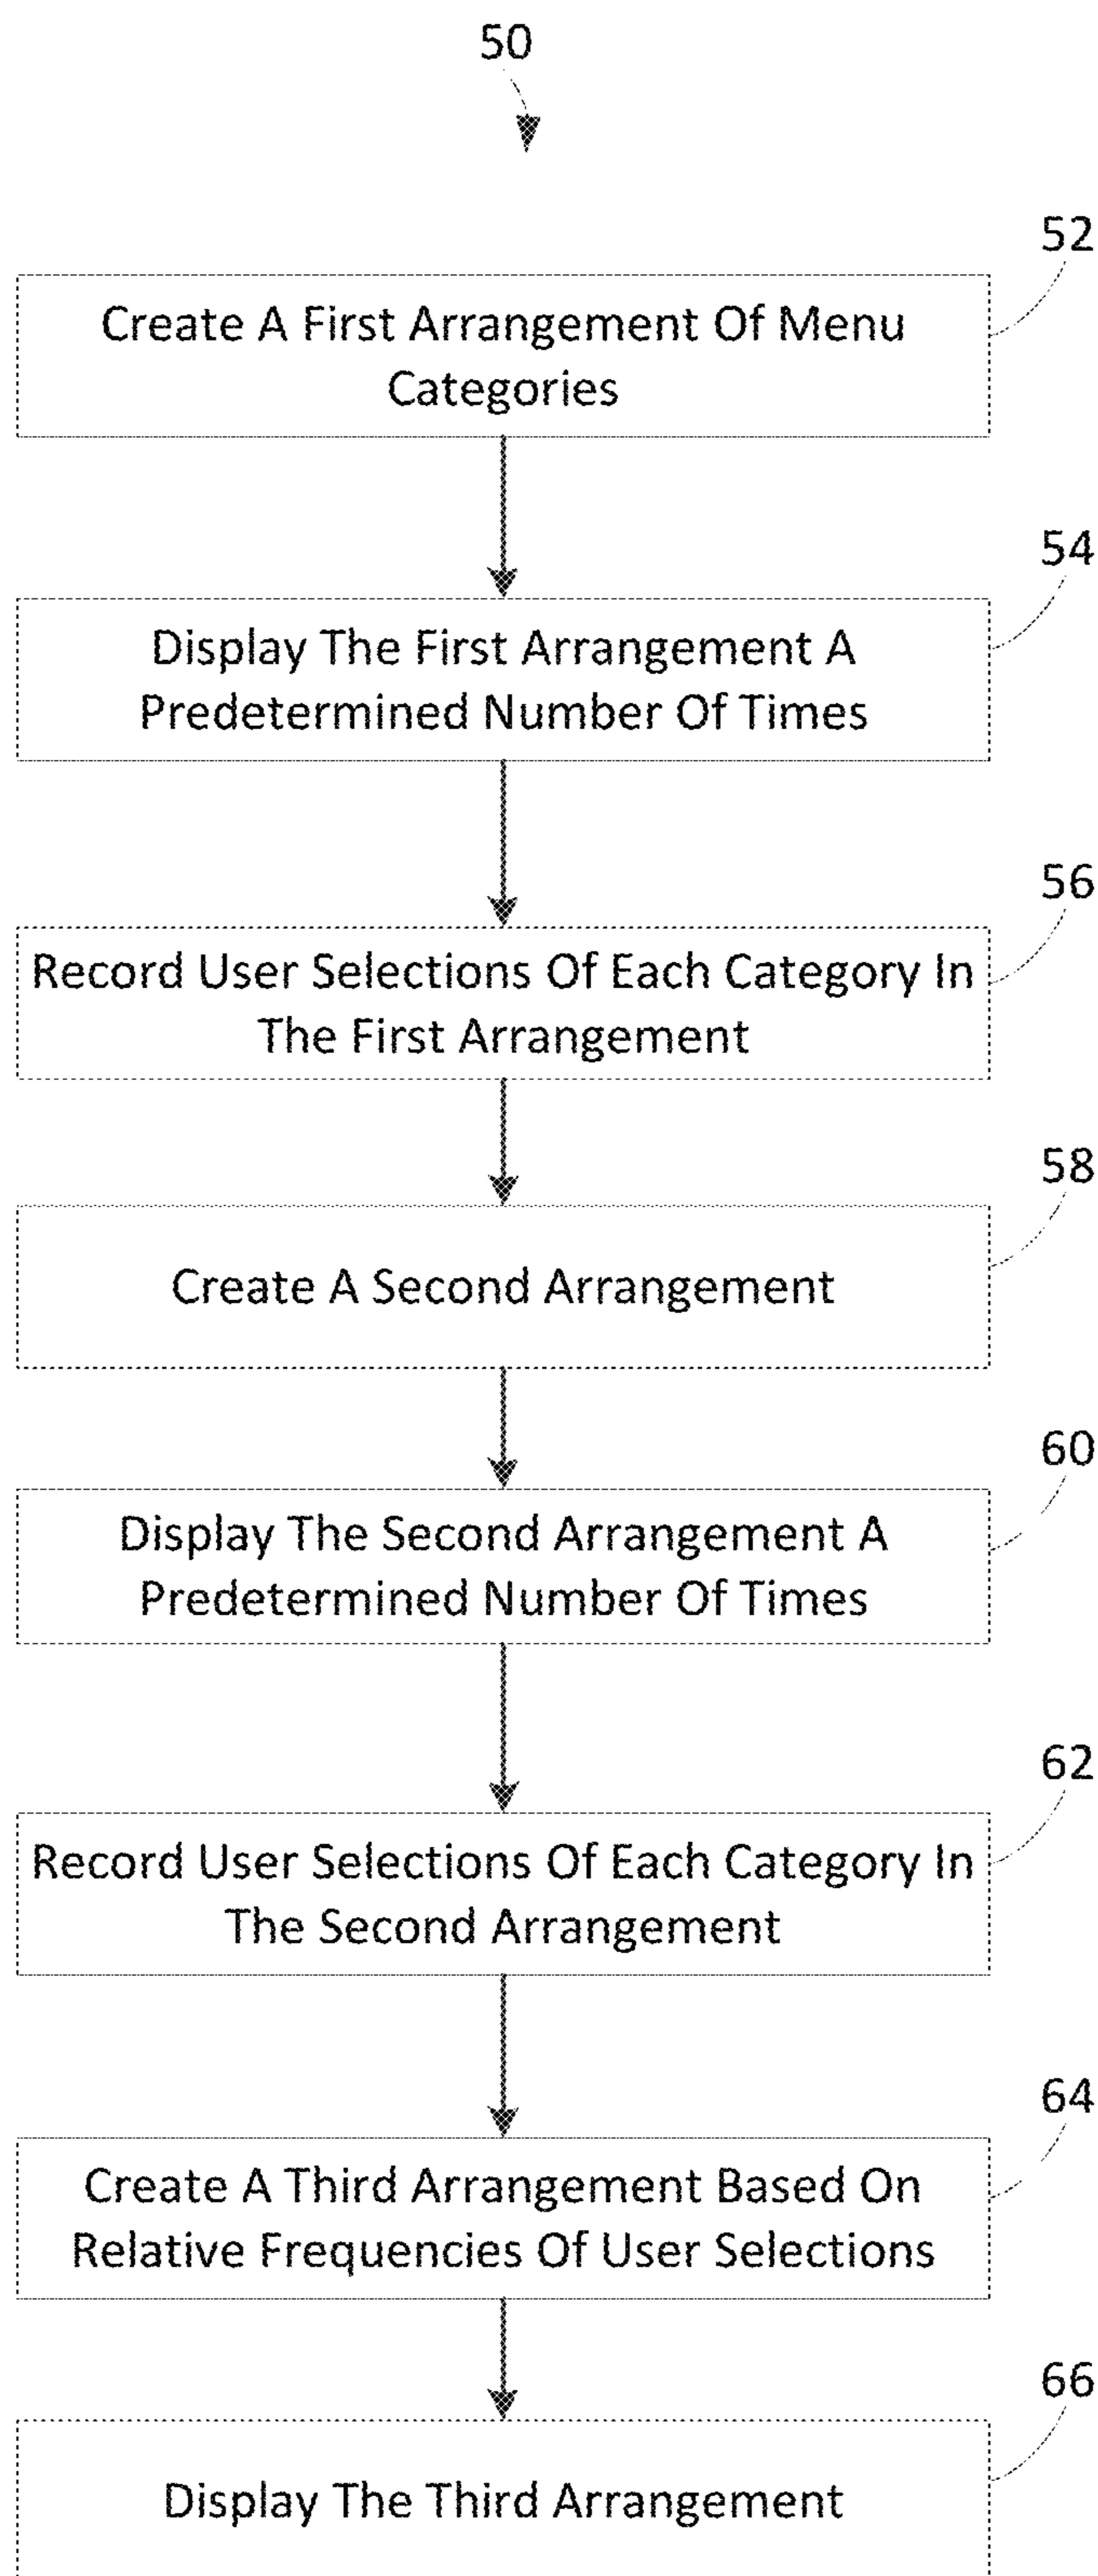 50
52
Create A First Arrangement Of Menu
Categories
54
Display The First Arrangement A
Predetermined Number Of Times
56
Record User Selections Of Each Category In
The First Arrangement
58
Create A Second Arrangement
60
Display The Second Arrangement A
Predetermined Number Of Times
62
Record User Selections Of Each Category In
The Second Arrangement
64
Create A Third Arrangement Based On
Relative Frequencies Of User Selections
66
Display The Third Arrangement